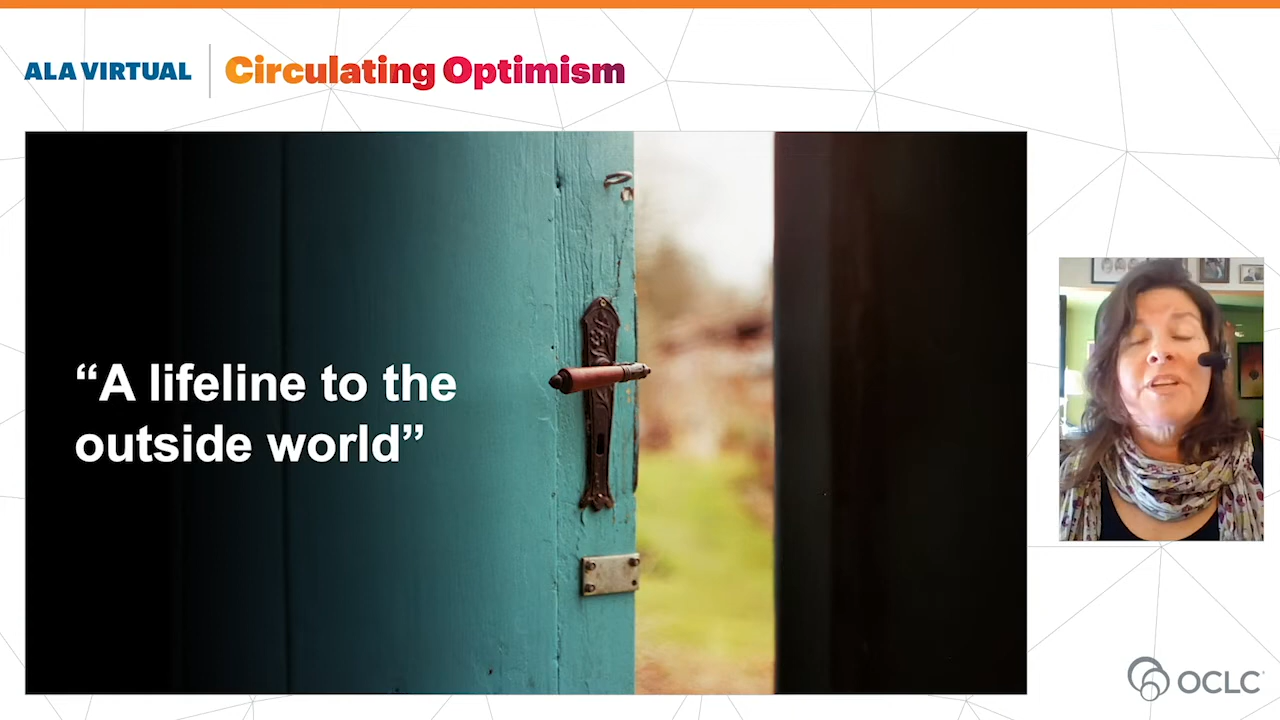 ALA VIRTUAL
Circulating Optimism
“A lifeline to the
outside world”
OCLC